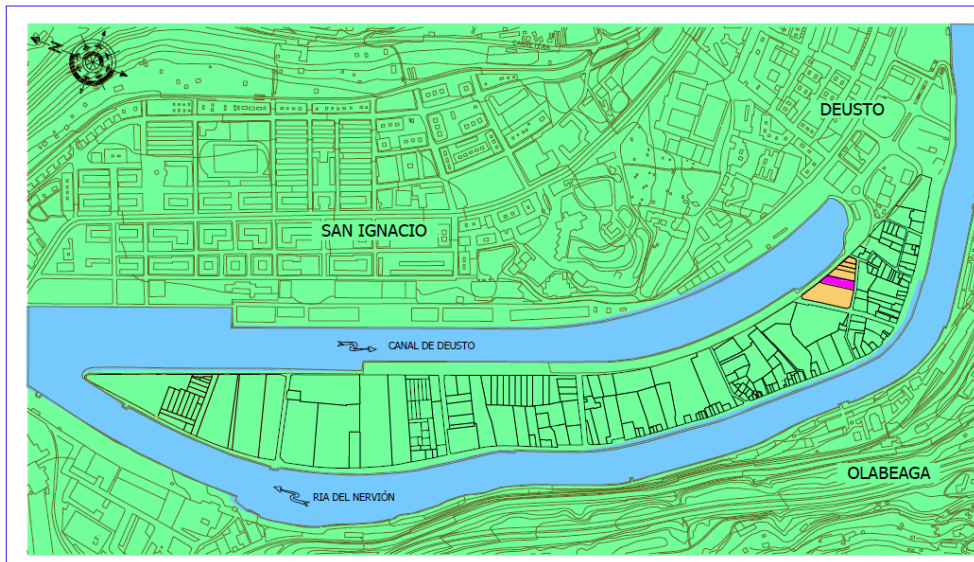 N
DEUSTO
SAN IGNACIO
CANAL DE DEUSTO
OLABEAGA
RIA DEL NERVIÓN